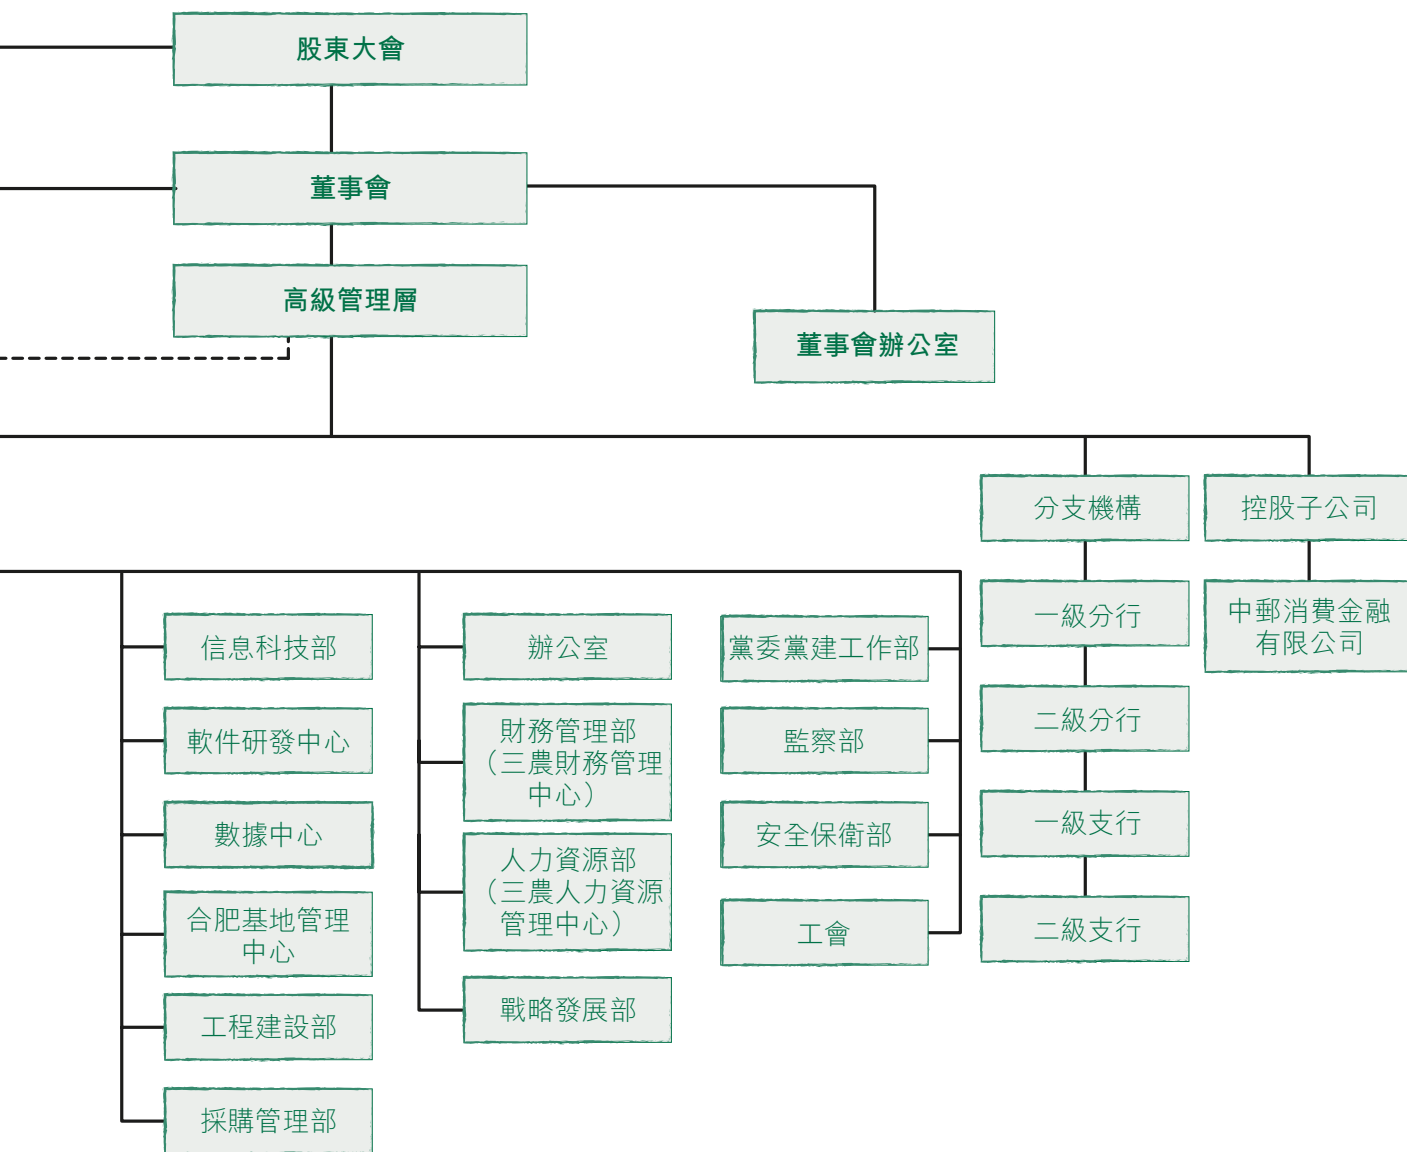 股東大會
董事會
高級管理層
董事會辦公室
分支機構
控股子公司
一級分行
中郵消費金融
有限公司
二級分行
一級支行
二級支行
信息科技部
軟件研發中心
數據中心
合肥基地管理
中心
工程建設部
採購管理部
辦公室
財務管理部
（三農財務管理
中心）
人力資源部
（三農人力資源
管理中心）
戰略發展部
黨委黨建工作部
監察部
安全保衛部
工會